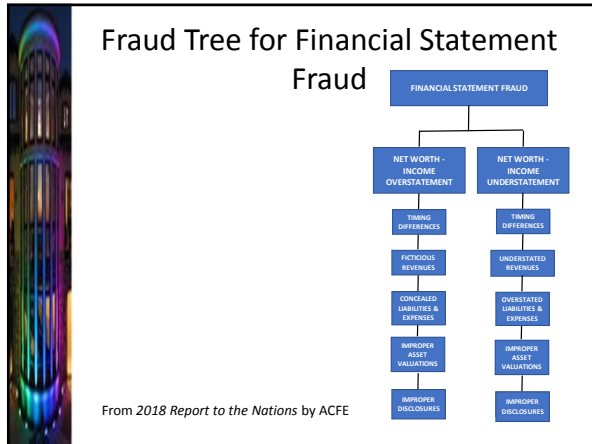 Fraud Tree for Financial Statement
Fraud
FINANCIAL STATEMENT FRAUD
NET WORTH -
INCOME
OVERSTATEMENT
TIMING
DIFFERENCES
FICTICIOUS
REVENUES
CONCEALED
LIABILITIES &
EXPENSES
IMPROPER
ASSET
VALUATIONS
IMPROPER
DISCLOSURES
NET WORTH -
INCOME
UNDERSTATEMENT
TIMING
DIFFERENCES
UNDERSTATED
REVENUES
OVERSTATED
LIABILITIES &
EXPENSES
IMPROPER
ASSET
VALUATIONS
IMPROPER
DISCLOSURES
From 2018 Report to the Nations by ACFE